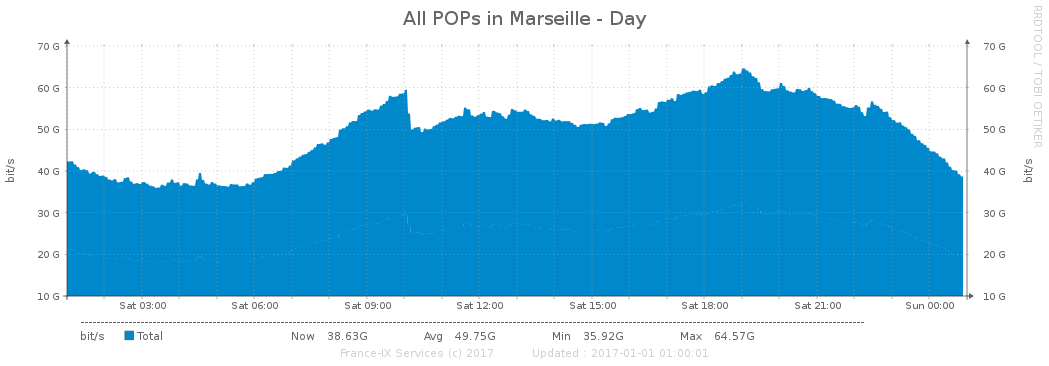 All POPs in Marseille - Day
RRDTOOL / TOBI OETIKER
bit/s
70 G
60 G
50 G
40 G
30 G
20 G
10 G
70 G
60 G
50 G
40 G
30 G
20 G
10 G
bit/s
Sat 03:00 Sat 06:00 Sat 09:00 Sat 12:00 Sat 15:00 Sat 18:00 Sat 21:00 Sun 00:00
bit/s Total Now 38.63G Avg 49.75G Min 35.92G Max 64.57G
France-IX Services (c) 2017 Updated : 2017-01-01 01:00:01